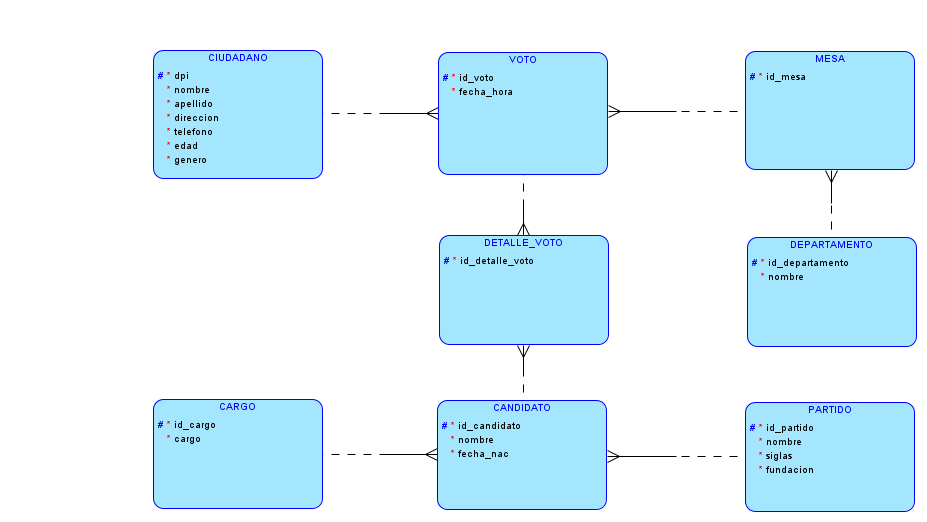 CIUDADANO
# * dpi
* nombre
* apellido
* direccion
* telefono
* edad
* genero
VOTO
# * id_voto
* fecha_hora
MESA
# * id_mesa
DETALLE_VOTO
# * id_detalle_voto
DEPARTAMENTO
# * id_departamento
* nombre
CARGO
# * id_cargo
* cargo
CANDIDATO
# * id_candidato
* nombre
* fecha_nac
PARTIDO
# * id_partido
* nombre
* siglas
* fundacion